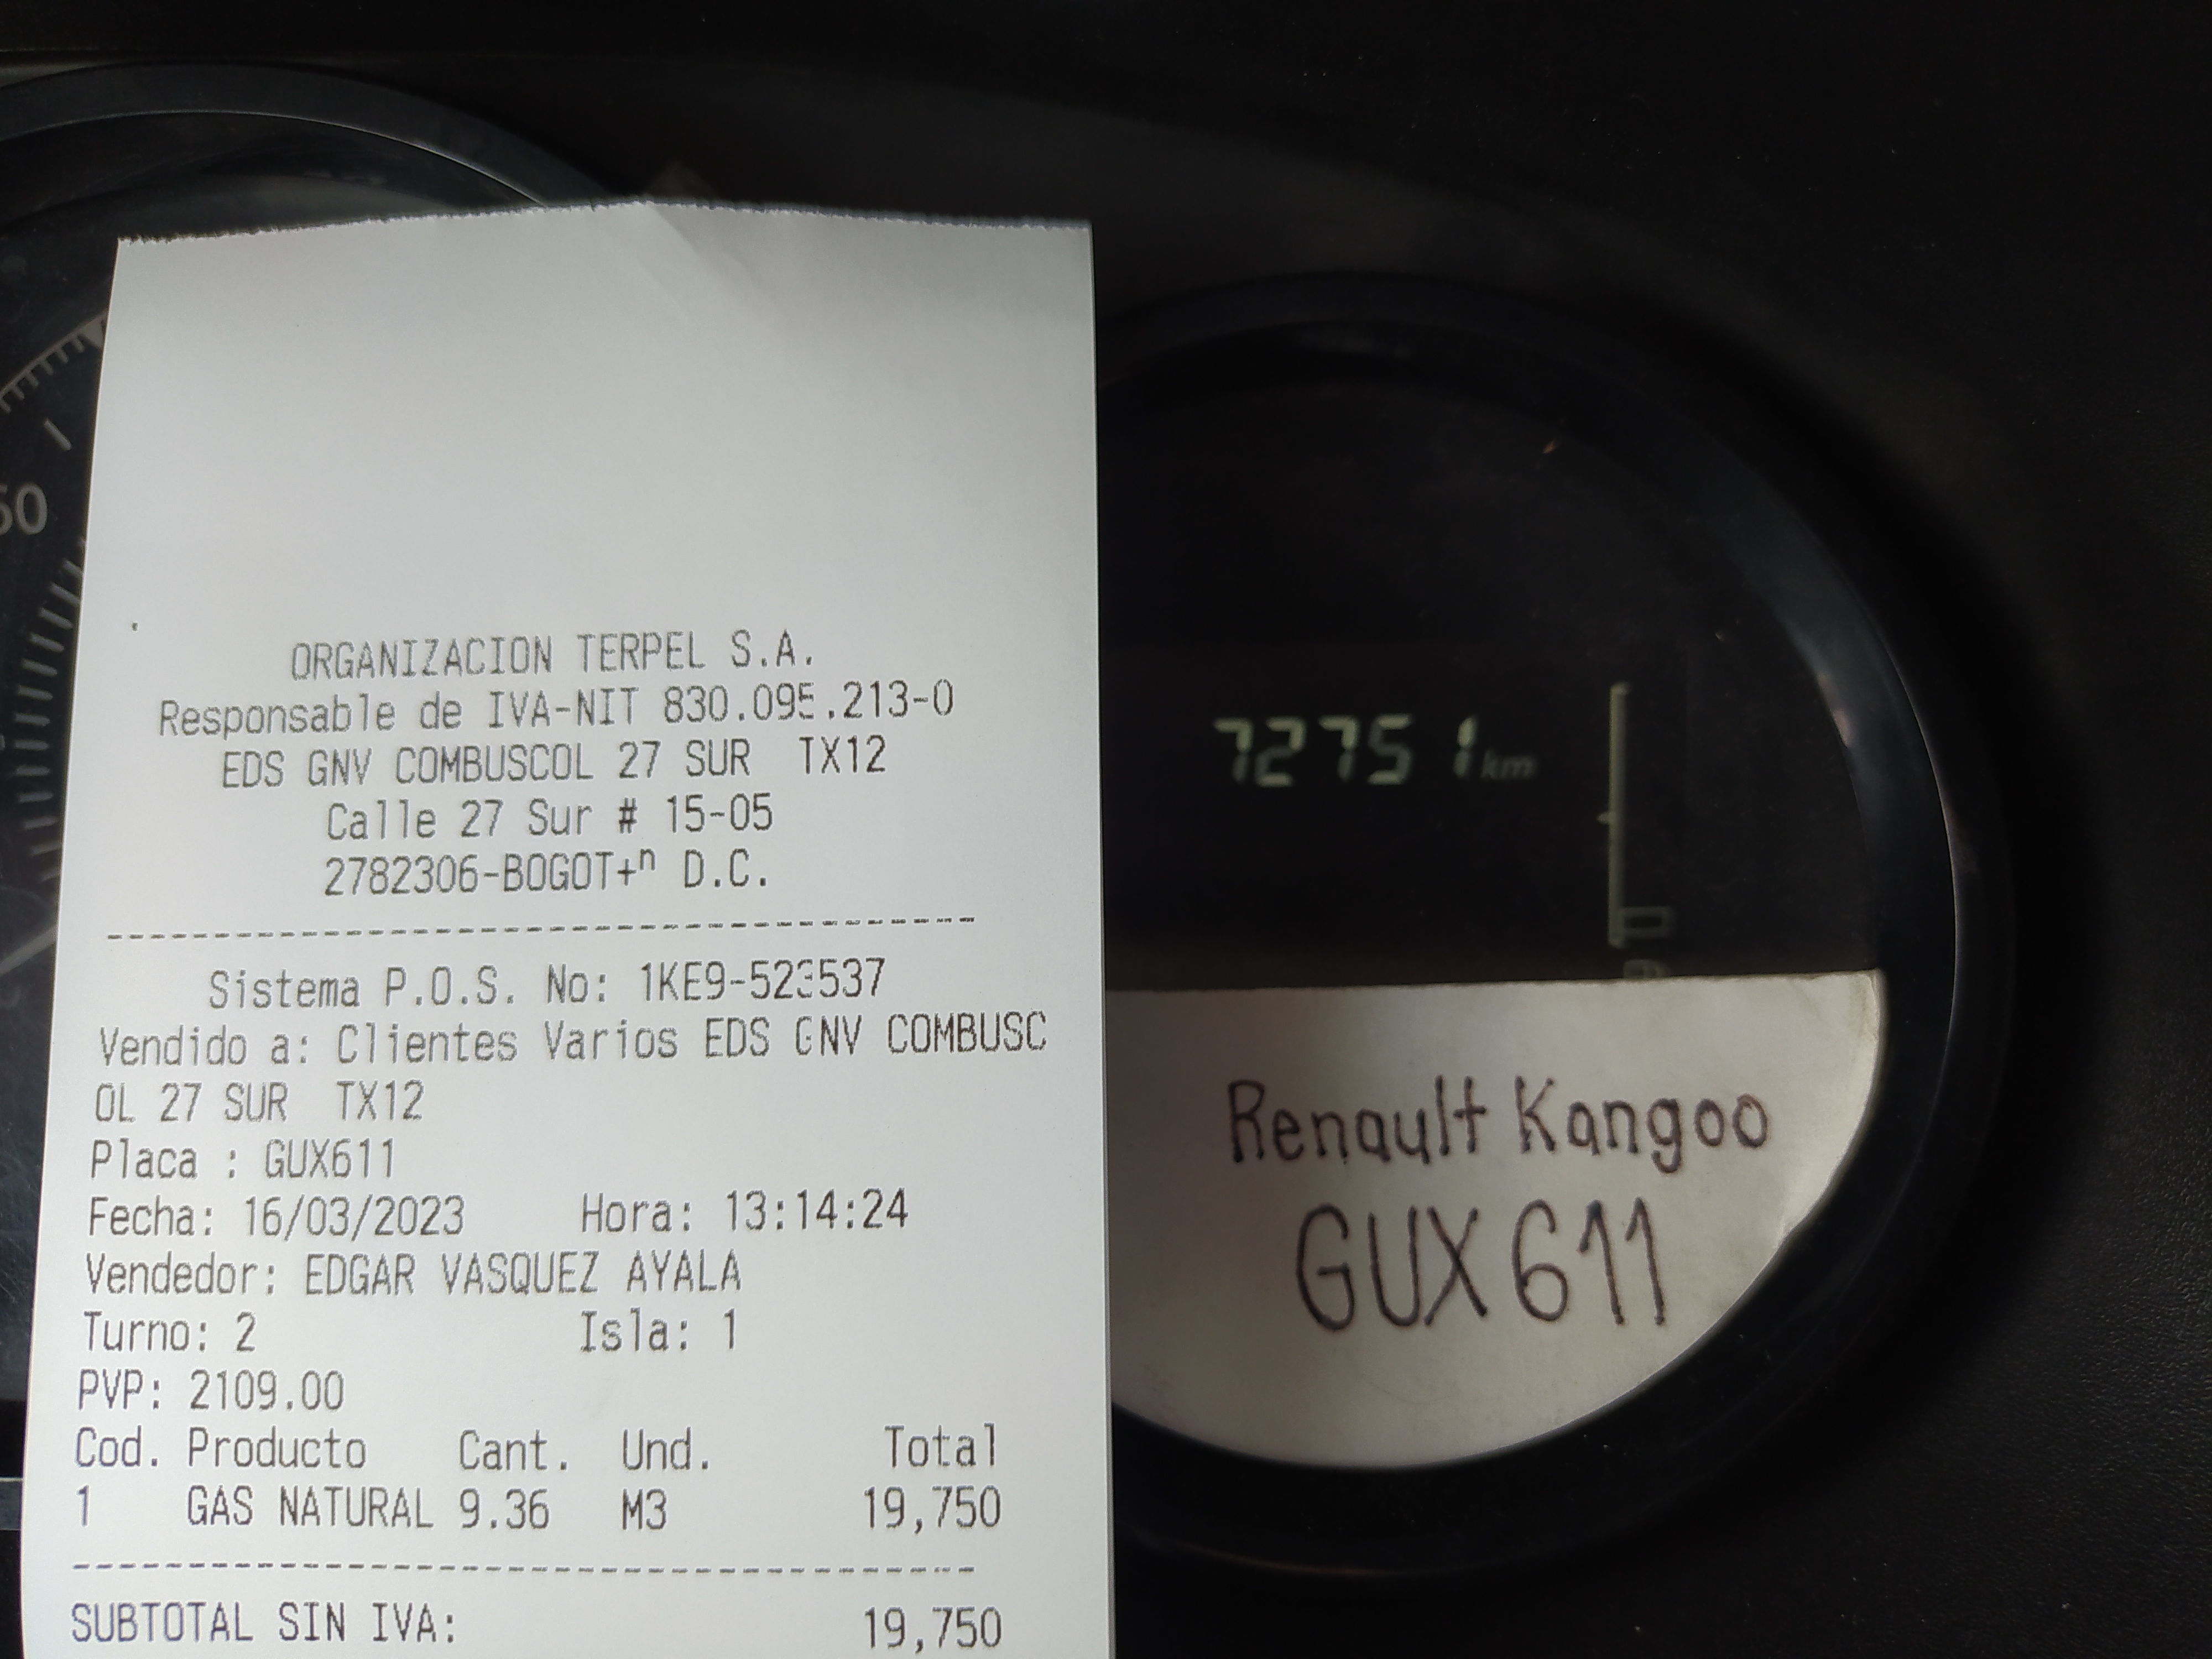 ORGANIZACION TERPEL S.A.
Responsable de IVA-NIT 830.095.213-0
EDS GNV COMBUSCOL 27 SUR TX12
Calle 27 Sur # 15-05
2782306-BOGOT+ⁿ D.C.
--------------------------------
Sistema P.O.S. No: 1KE9-523537
Vendido a: Clientes Varios EDS GNV COMBUSC
OL 27 SUR TX12
Placa : GUX611
Fecha: 16/03/2023 Hora: 13:14:24
Vendedor: EDGAR VASQUEZ AYALA
Turno: 2 Isla: 1
PVP: 2109.00
Cod. Producto Cant. Und. Total
1 GAS NATURAL 9.36 M3 19,750
--------------------------------
SUBTOTAL SIN IVA: 19,750
72751 km
Renault Kangoo
GUX611